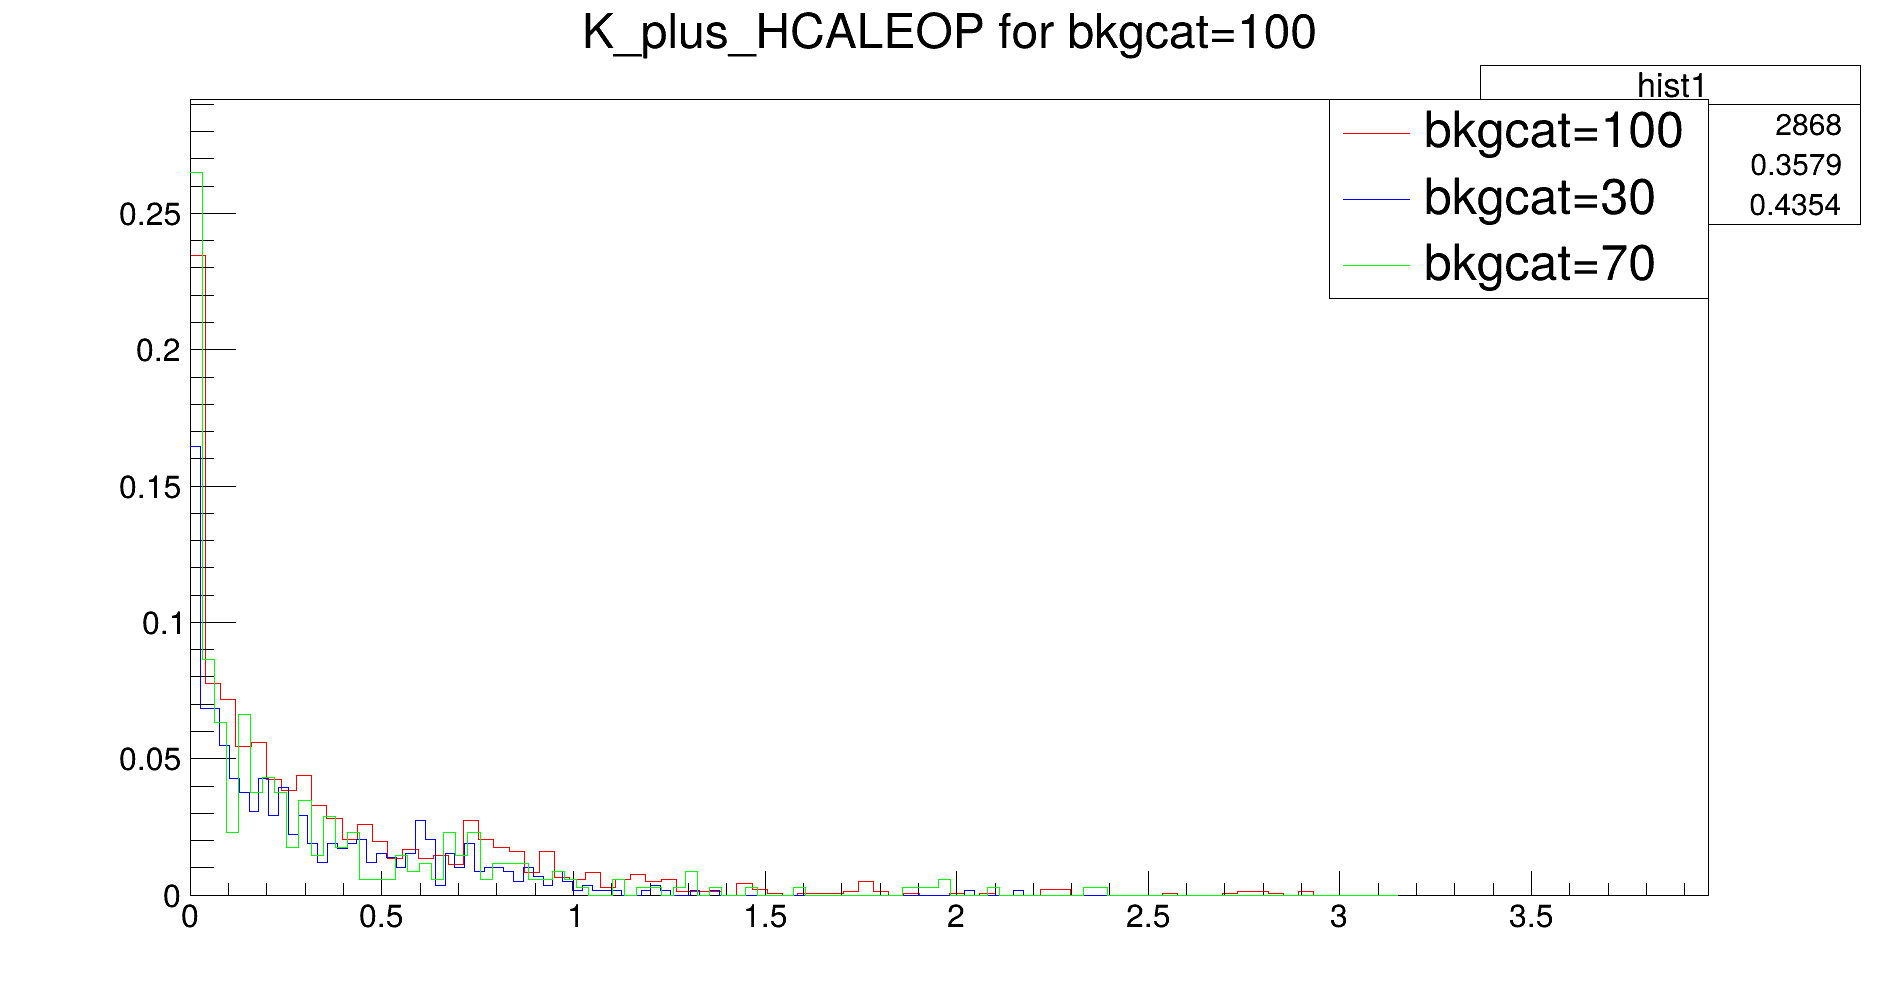 K_plus_HCALEOP for bkgcat=100
hist1
2868
0.3579
0.4354
bkgcat=100
bkgcat=30
bkgcat=70
0.25
0.2
0.15
0.1
0.05
0
0 0.5 1 1.5 2 2.5 3 3.5